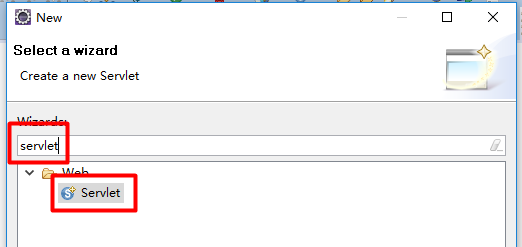 New
Select a wizard
Create a new Servlet
Wizards:
servlet
Web
Servlet